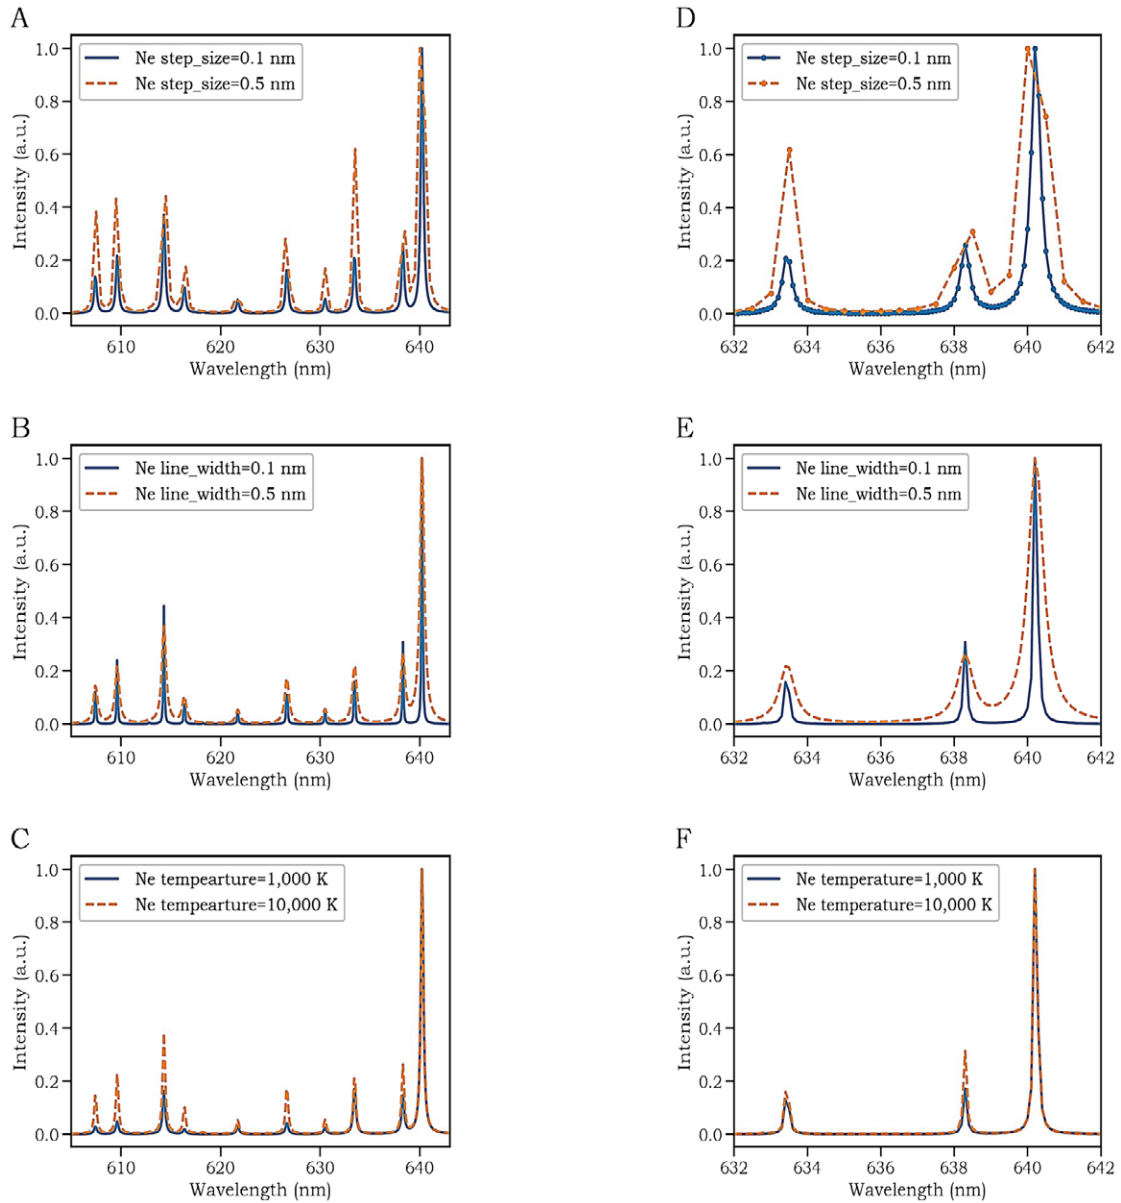 A
Ne step_size=0.1 nm
Ne step_size=0.5 nm
Intensity (a.u.)
1.0
0.8
0.6
0.4
0.2
0.0
610
620
630
640
Wavelength (nm)
D
Ne step_size=0.1 nm
Ne step_size=0.5 nm
Intensity (a.u.)
1.0
0.8
0.6
0.4
0.2
0.0
632
634
636
638
640
642
Wavelength (nm)
B
Ne line_width=0.1 nm
Ne line_width=0.5 nm
Intensity (a.u.)
1.0
0.8
0.6
0.4
0.2
0.0
610
620
630
640
Wavelength (nm)
E
Ne line_width=0.1 nm
Ne line_width=0.5 nm
Intensity (a.u.)
1.0
0.8
0.6
0.4
0.2
0.0
632
634
636
638
640
642
Wavelength (nm)
C
Ne tempearture=1,000 K
Ne tempearture=10,000 K
Intensity (a.u.)
1.0
0.8
0.6
0.4
0.2
0.0
610
620
630
640
Wavelength (nm)
F
Ne temperature=1,000 K
Ne temperature=10,000 K
Intensity (a.u.)
1.0
0.8
0.6
0.4
0.2
0.0
632
634
636
638
640
642
Wavelength (nm)